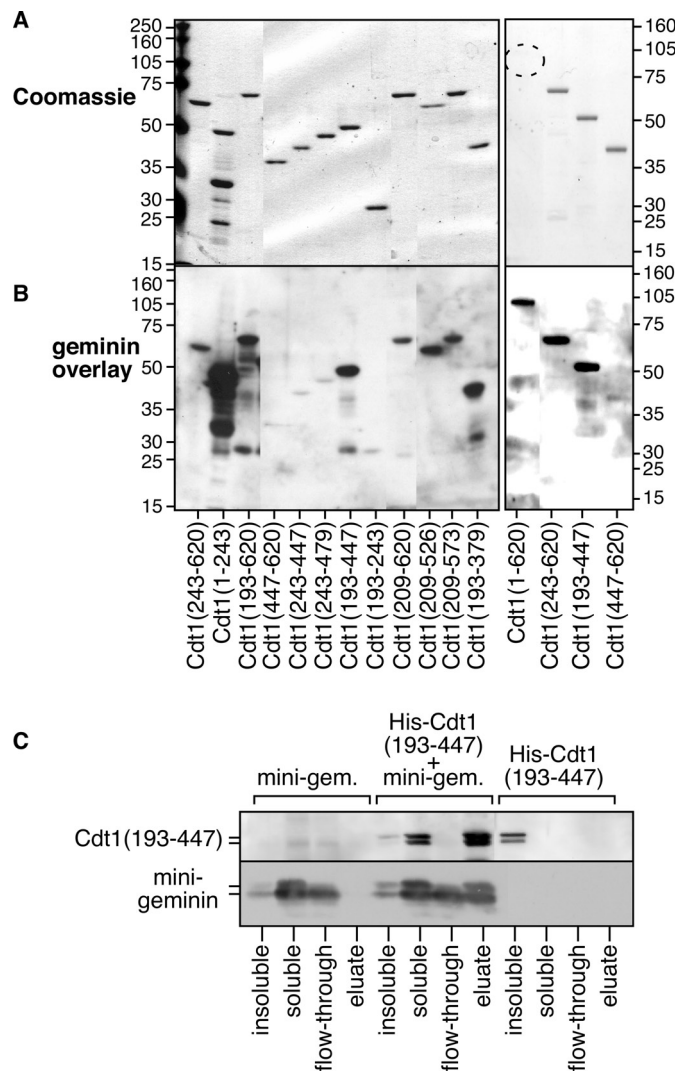 A
Coomassie
250
160
105
75
50
35
30
25
15
160
105
75
50
35
30
25
15
B
geminin
overlay
160
105
75
50
35
30
25
15
160
105
75
50
35
30
25
15
Cdt1(243-620)
Cdt1(1-243)
Cdt1(193-620)
Cdt1(447-620)
Cdt1(243-447)
Cdt1(243-479)
Cdt1(193-447)
Cdt1(193-243)
Cdt1(209-620)
Cdt1(209-526)
Cdt1(209-573)
Cdt1(193-379)
Cdt1(1-620)
Cdt1(243-620)
Cdt1(193-447)
Cdt1(447-620)
C
mini-gem.
His-Cdt1
(193-447)
+
mini-gem.
His-Cdt1
(193-447)
Cdt1(193-447)
mini-
geminin
insoluble
soluble
flow-through
eluate
insoluble
soluble
flow-through
eluate
insoluble
soluble
flow-through
eluate